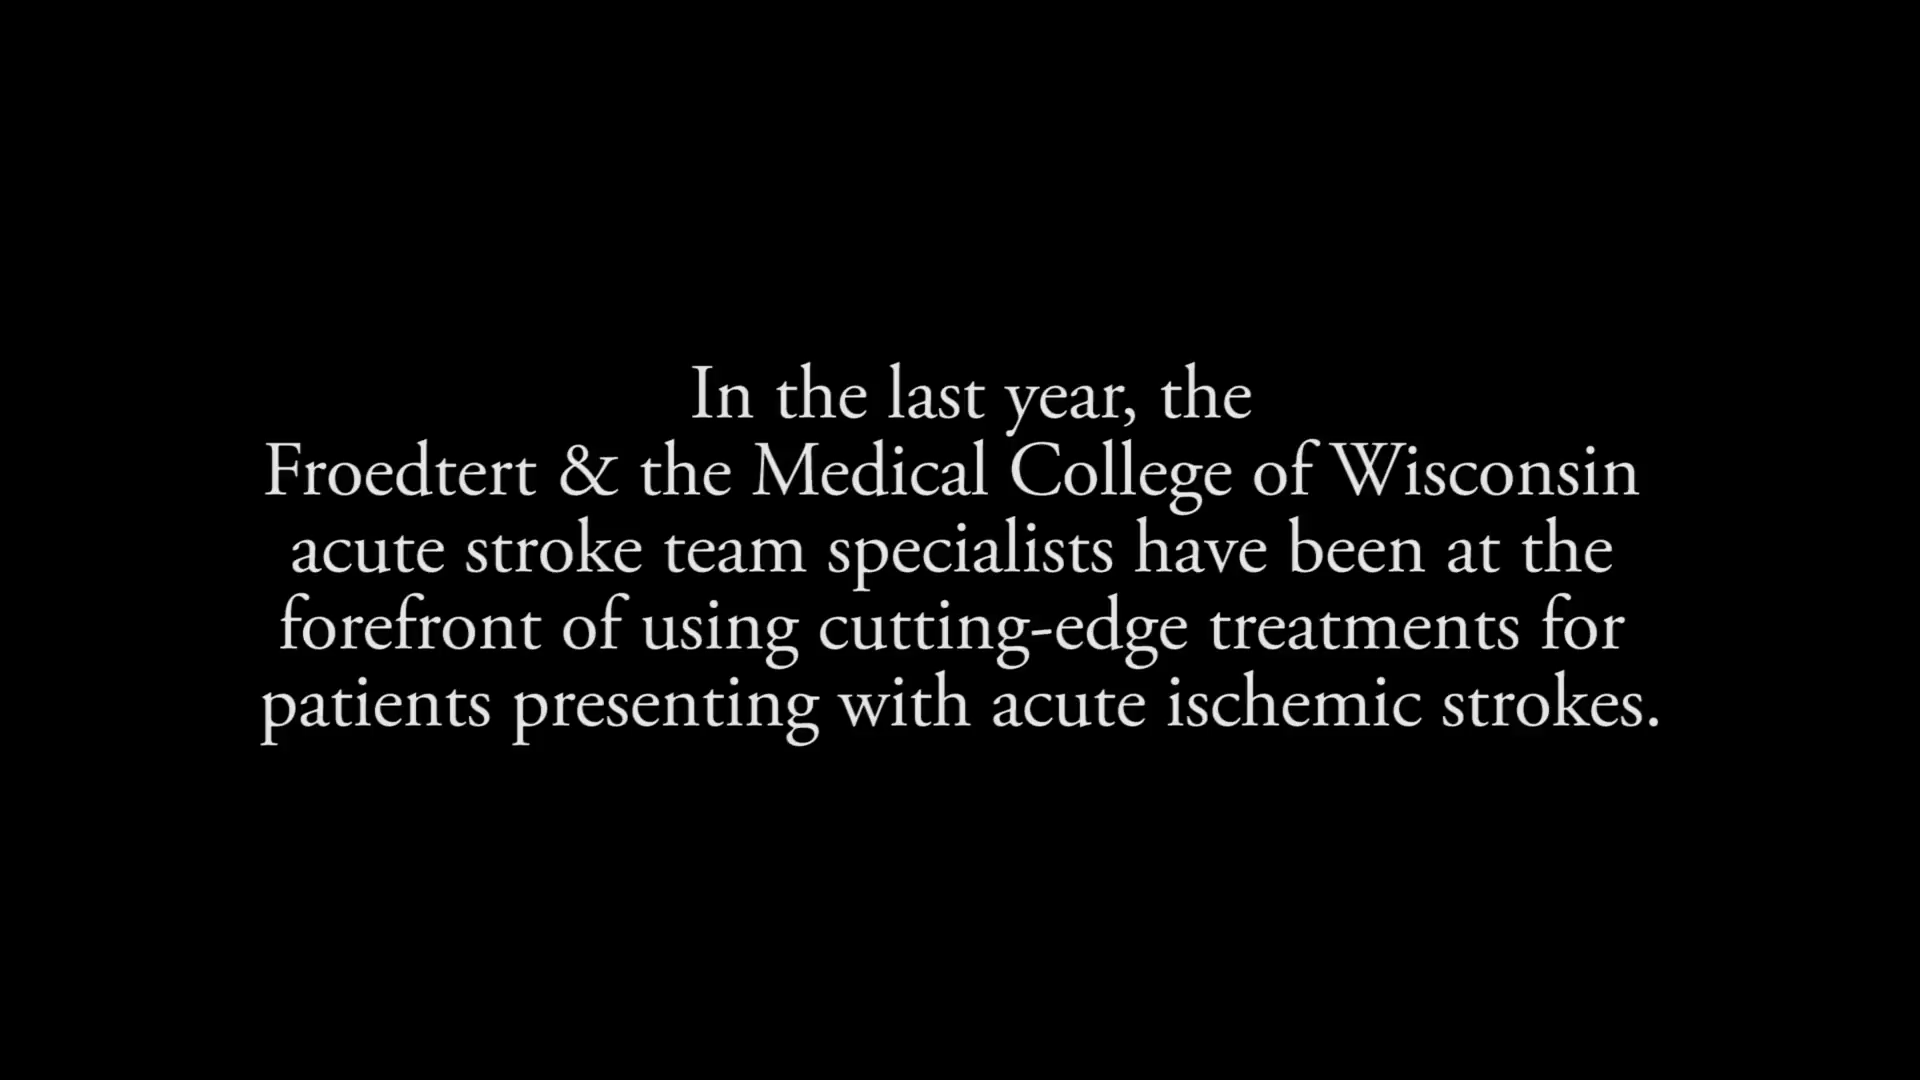 In the last year, the
Froedtert & the Medical College of Wisconsin
acute stroke team specialists have been at the
forefront of using cutting-edge treatments for
patients presenting with acute ischemic strokes.